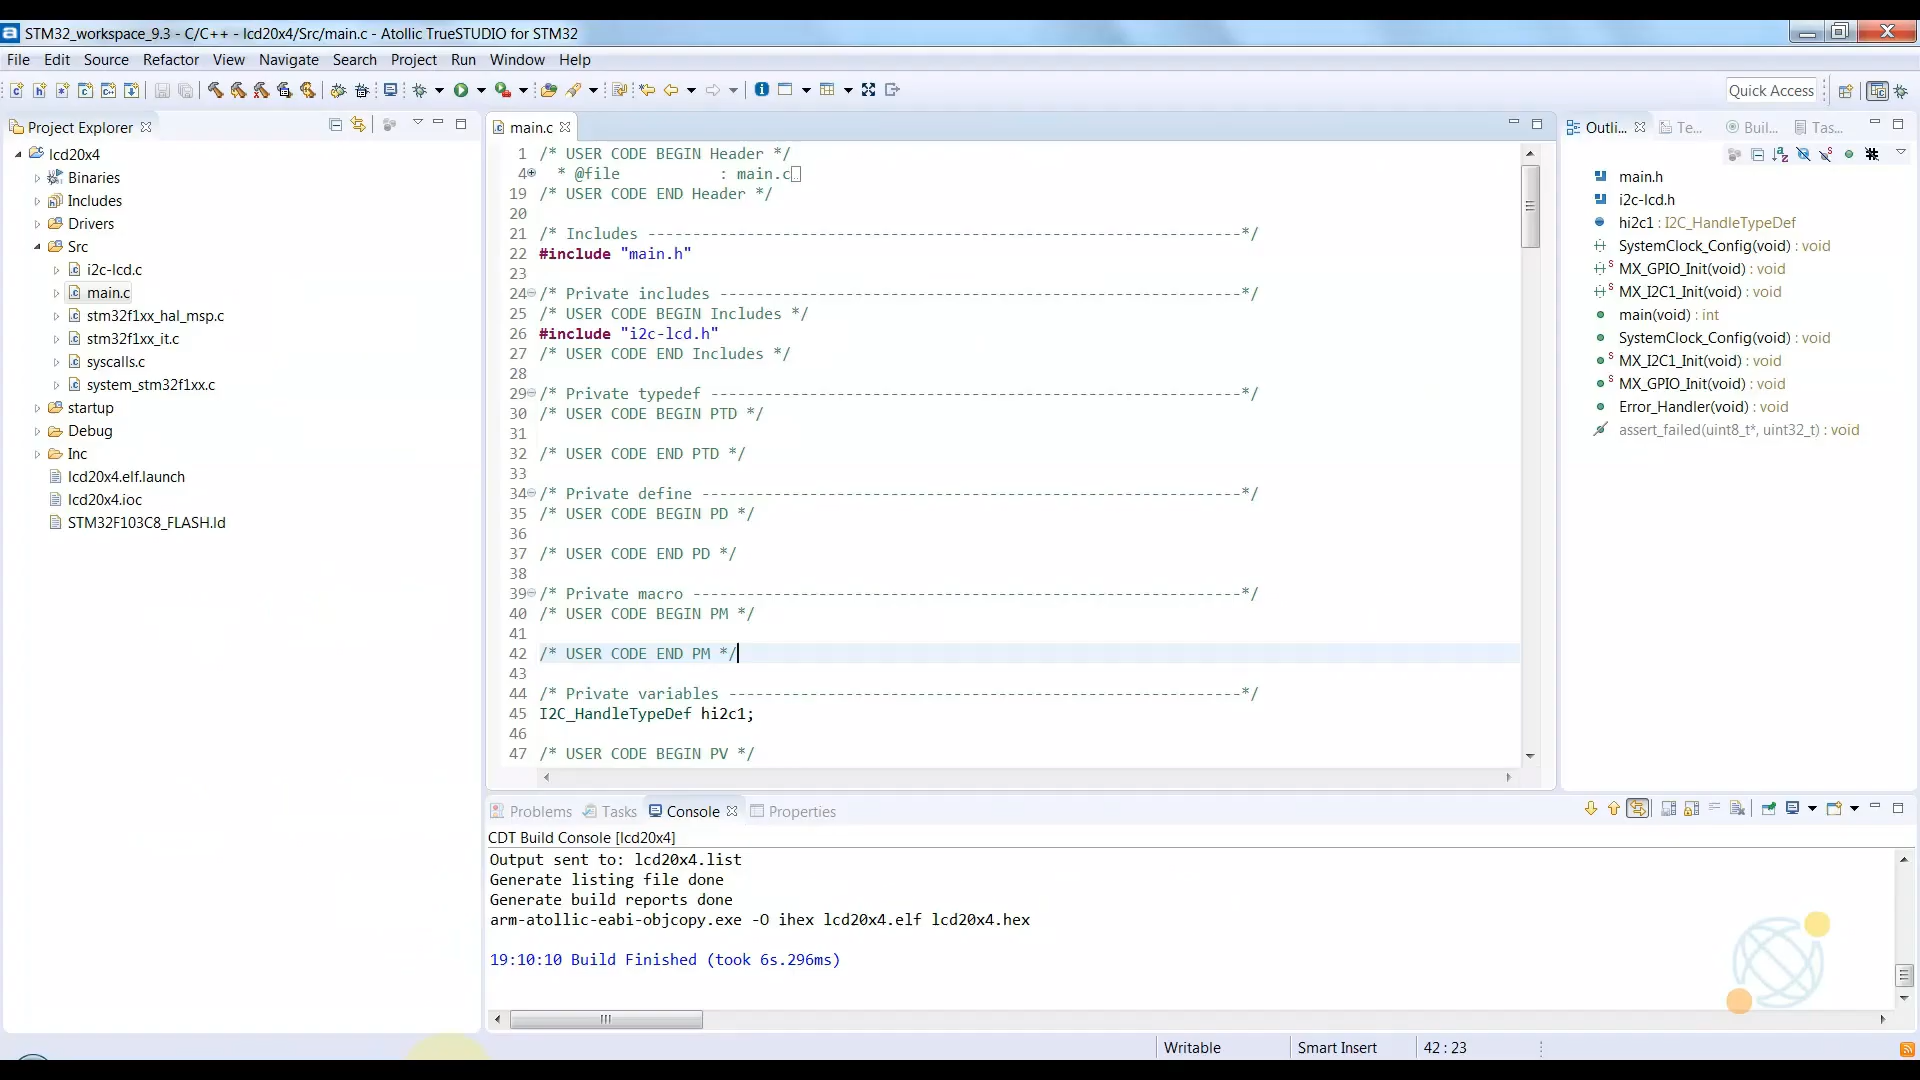 STM32_workspace_9.3 - C/C++ - lcd20x4/Src/main.c - Atollic TrueSTUDIO for STM32
File Edit Source Refactor View Navigate Search Project Run Window Help
Quick Access
Project Explorer
lcd20x4
Binaries
Includes
Drivers
Src
i2c-lcd.c
main.c
stm32f1xx_hal_msp.c
stm32f1xx_it.c
syscalls.c
system_stm32f1xx.c
startup
Debug
Inc
lcd20x4.elf.launch
lcd20x4.ioc
STM32F103C8_FLASH.ld
main.c
1 /* USER CODE BEGIN Header */
4 * @file : main.c
19 /* USER CODE END Header */
20
21 /* Includes ------------------------------------------------------------------*/
22 #include "main.h"
23
24 /* Private includes ----------------------------------------------------------*/
25 /* USER CODE BEGIN Includes */
26 #include "i2c-lcd.h"
27 /* USER CODE END Includes */
28
29 /* Private typedef -----------------------------------------------------------*/
30 /* USER CODE BEGIN PTD */
31
32 /* USER CODE END PTD */
33
34 /* Private define ------------------------------------------------------------*/
35 /* USER CODE BEGIN PD */
36
37 /* USER CODE END PD */
38
39 /* Private macro -------------------------------------------------------------*/
40 /* USER CODE BEGIN PM */
41
42 /* USER CODE END PM */
43
44 /* Private variables ---------------------------------------------------------*/
45 I2C_HandleTypeDef hi2c1;
46
47 /* USER CODE BEGIN PV */
Outli... Te... Buil... Tas...
main.h
i2c-lcd.h
hi2c1 : I2C_HandleTypeDef
SystemClock_Config(void) : void
MX_GPIO_Init(void) : void
MX_I2C1_Init(void) : void
main(void) : int
SystemClock_Config(void) : void
MX_I2C1_Init(void) : void
MX_GPIO_Init(void) : void
Error_Handler(void) : void
assert_failed(uint8_t*, uint32_t) : void
Problems Tasks Console Properties
CDT Build Console [lcd20x4]
Output sent to: lcd20x4.list
Generate listing file done
Generate build reports done
arm-atollic-eabi-objcopy.exe -O ihex lcd20x4.elf lcd20x4.hex
19:10:10 Build Finished (took 6s.296ms)
Writable Smart Insert 42 : 23